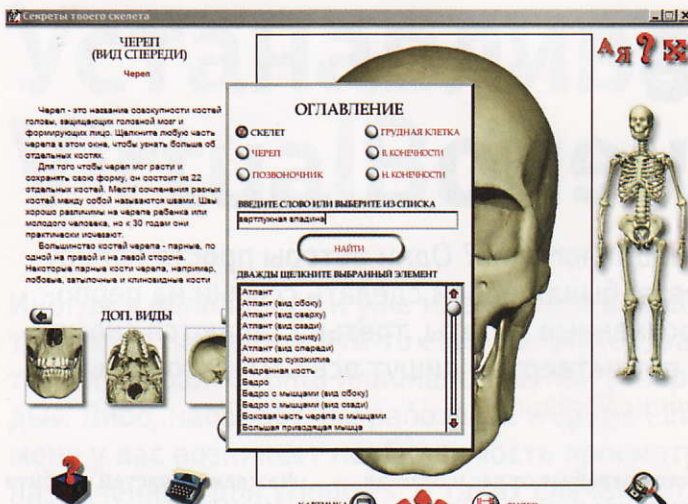 Секреты твоего скелета
ЧЕРЕП
(ВИД СПЕРЕДИ)
Череп
Череп - это название совокупности костей
головы, защищающих головной мозг и
формирующих лицо. Щелкните любую часть
черепа в этом окне, чтобы узнать больше об
отдельных костях.
Для того чтобы череп мог расти и
сохранять свою форму, он состоит из 22
отдельных костей. Места сочленения разных
костей между собой называются швами. Швы
хорошо различимы на черепе ребенка или
молодого человека, но к 30 годам они
практически исчезают.
Большинство костей черепа - парные, по
одной на правой и на левой стороне.
Некоторые парные кости черепа, например,
лобовые, затылочные и клиновидные кости
ДОП. ВИДЫ
ОГЛАВЛЕНИЕ
СКЕЛЕТ
ГРУДНАЯ КЛЕТКА
ЧЕРЕП
В. КОНЕЧНОСТИ
ПОЗВОНОЧНИК
Н. КОНЕЧНОСТИ
ВВЕДИТЕ СЛОВО ИЛИ ВЫБЕРИТЕ ИЗ СПИСКА
вертлужная владина
НАЙТИ
ДВАЖДЫ ЩЕЛКНИТЕ ВЫБРАННЫЙ ЭЛЕМЕНТ
Атлант
Атлант (вид обоку)
Атлант (вид сверху)
Атлант (вид сзади)
Атлант (вид снизу)
Атлант (вид спереди)
Ахиллово сухожилие
Бедренная кость
Бедро
Бедро с мышцами (вид обоку)
Бедро с мышцами (вид сзади)
Боковая часть черепа с мышцами
Большая приводящая мышца
А Я ?